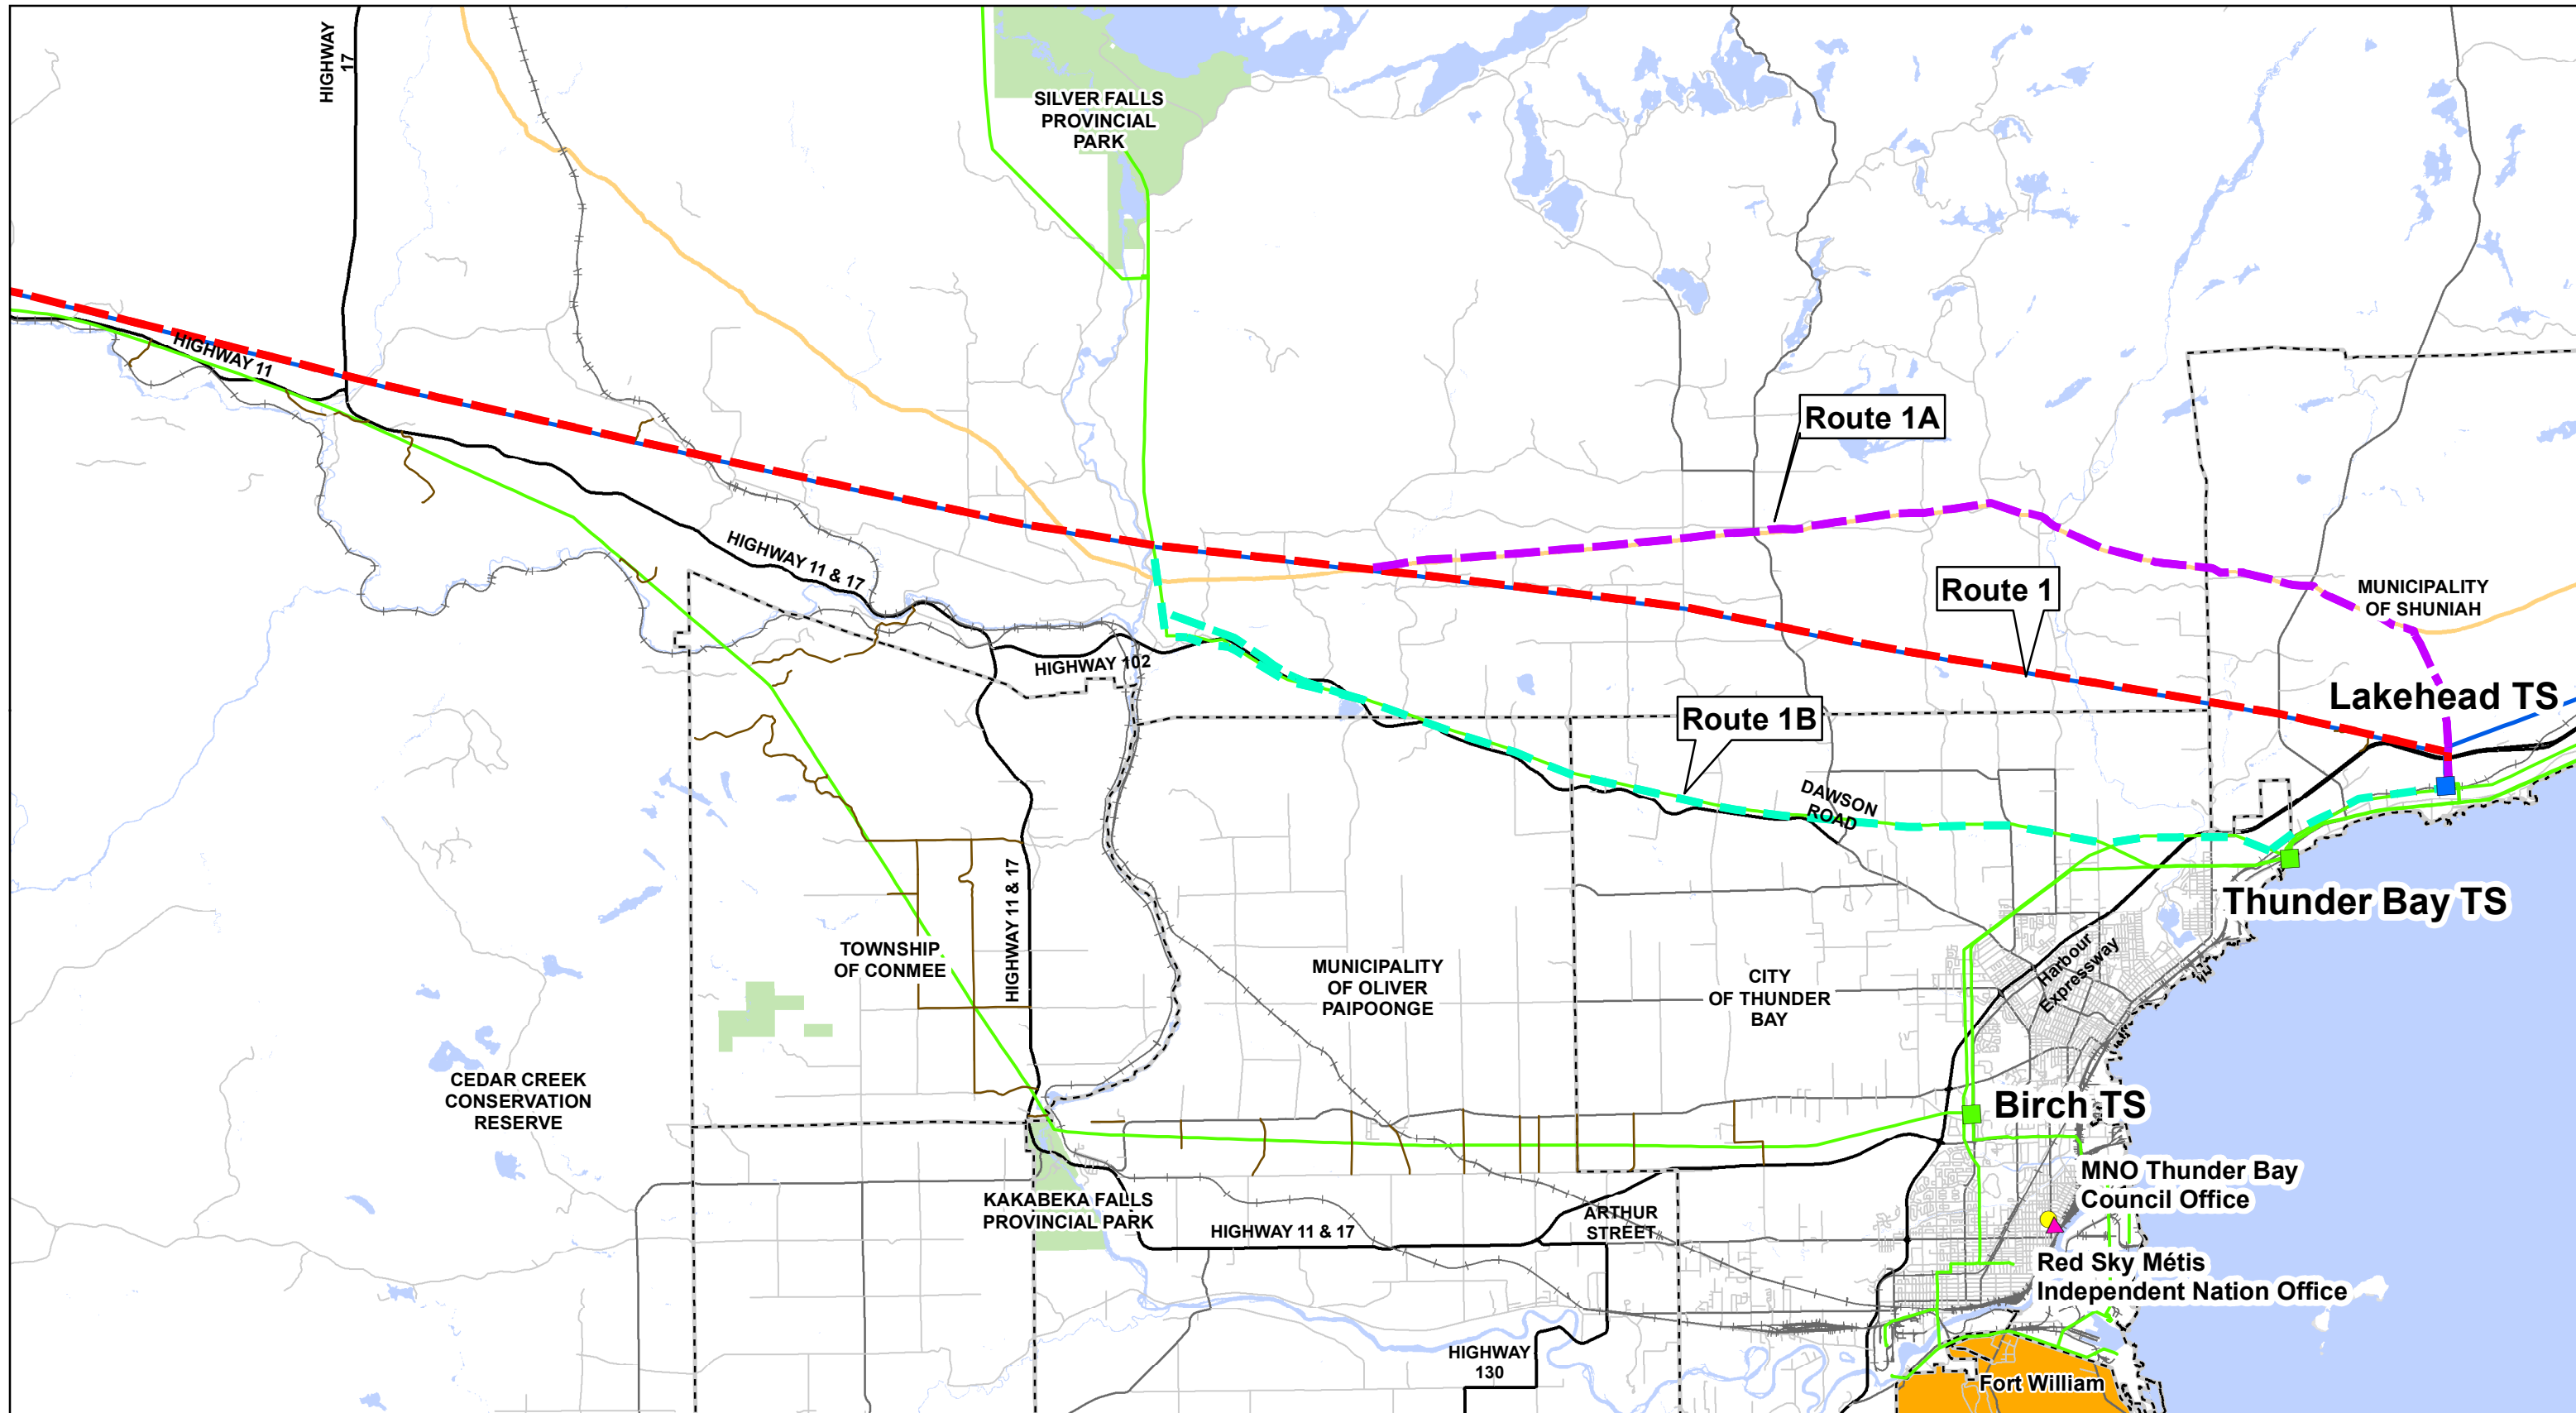 HIGHWAY
17
SILVER FALLS
PROVINCIAL
PARK
HIGHWAY 11
Route 1A
HIGHWAY 11 & 17
Route 1
MUNICIPALITY
OF SHUNIAH
HIGHWAY 102
Lakehead TS
Route 1B
DAWSON
ROAD
Thunder Bay TS
HIGHWAY 11 & 17
TOWNSHIP
OF CONMEE
MUNICIPALITY
OF OLIVER
PAIPOONGE
CITY
OF THUNDER
BAY
Harbour
Expressway
CEDAR CREEK
CONSERVATION
RESERVE
Birch TS
MNO Thunder Bay
Council Office
KAKABEKA FALLS
PROVINCIAL PARK
HIGHWAY 11 & 17
ARTHUR
STREET
Red Sky Métis
Independent Nation Office
HIGHWAY
130
Fort William